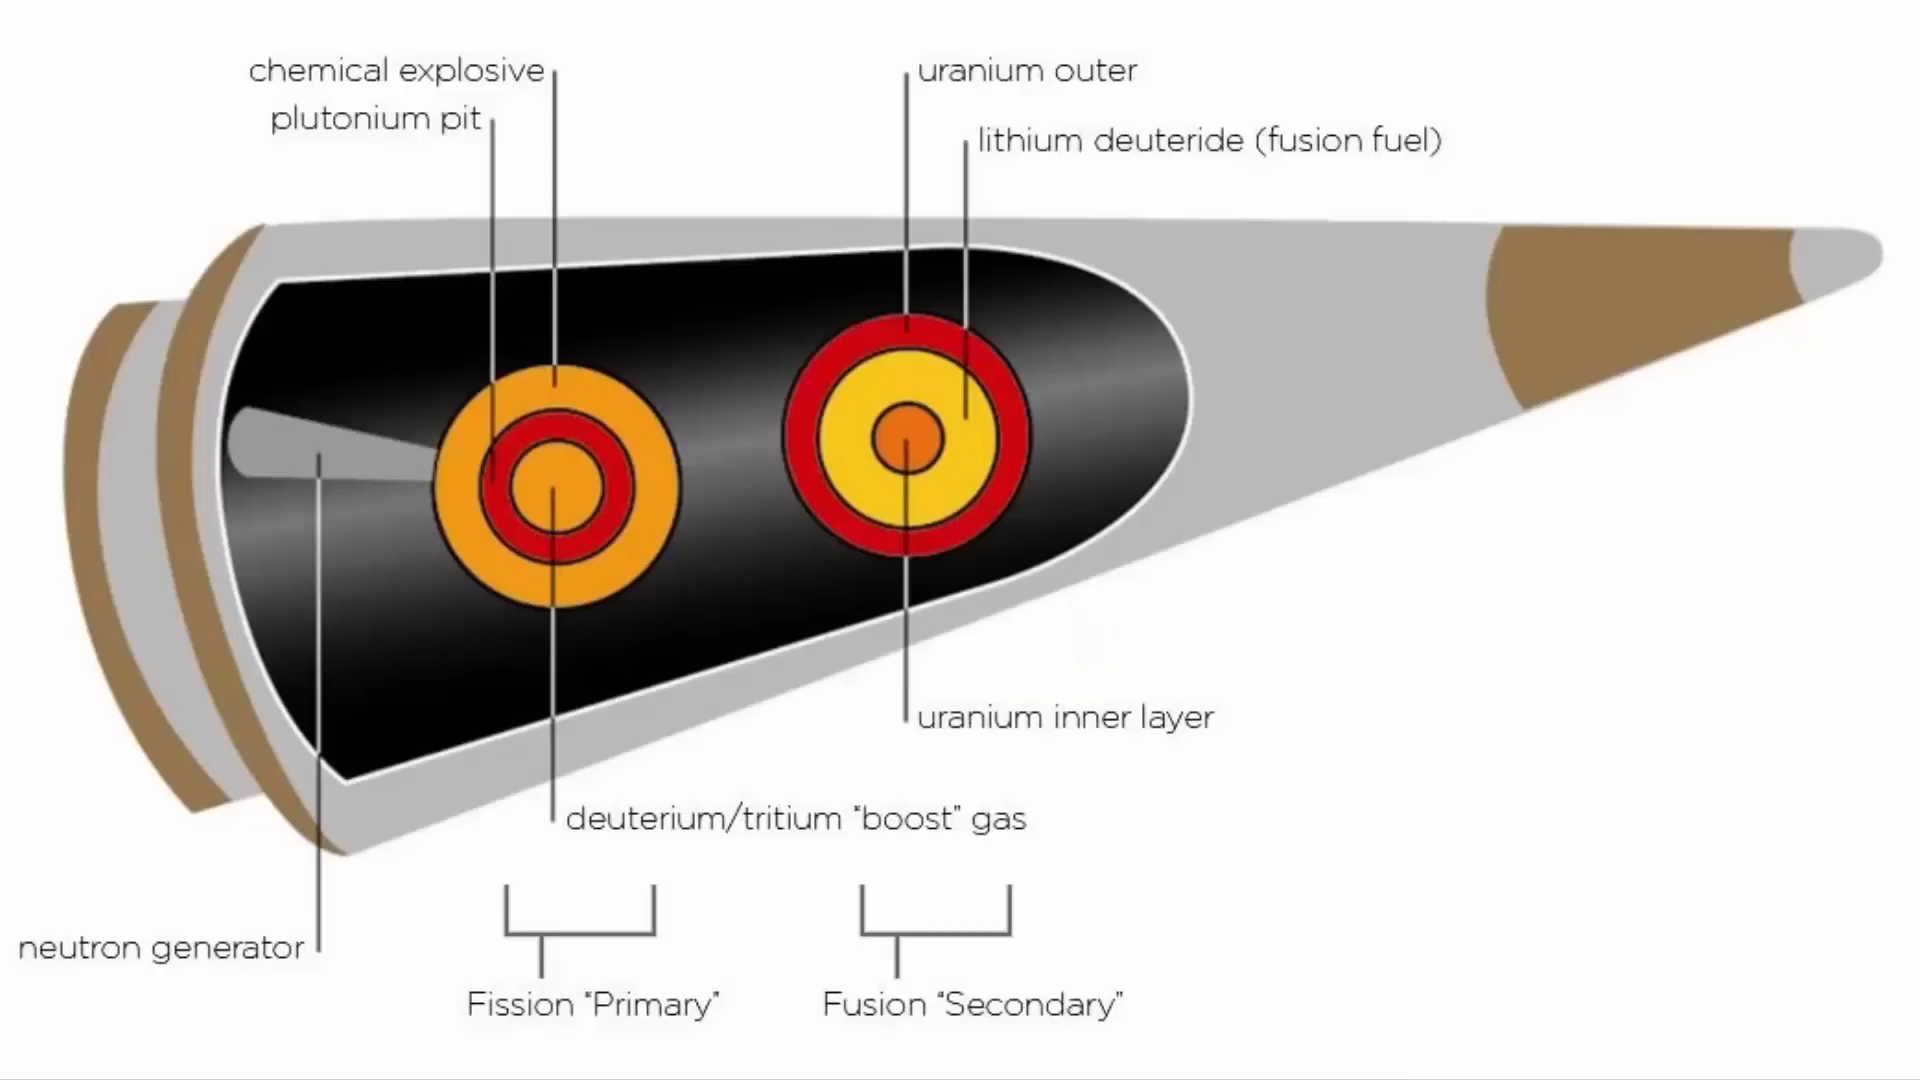 chemical explosive
plutonium pit
uranium outer
lithium deuteride (fusion fuel)
uranium inner layer
deuterium/tritium “boost” gas
neutron generator
Fission “Primary”
Fusion “Secondary”